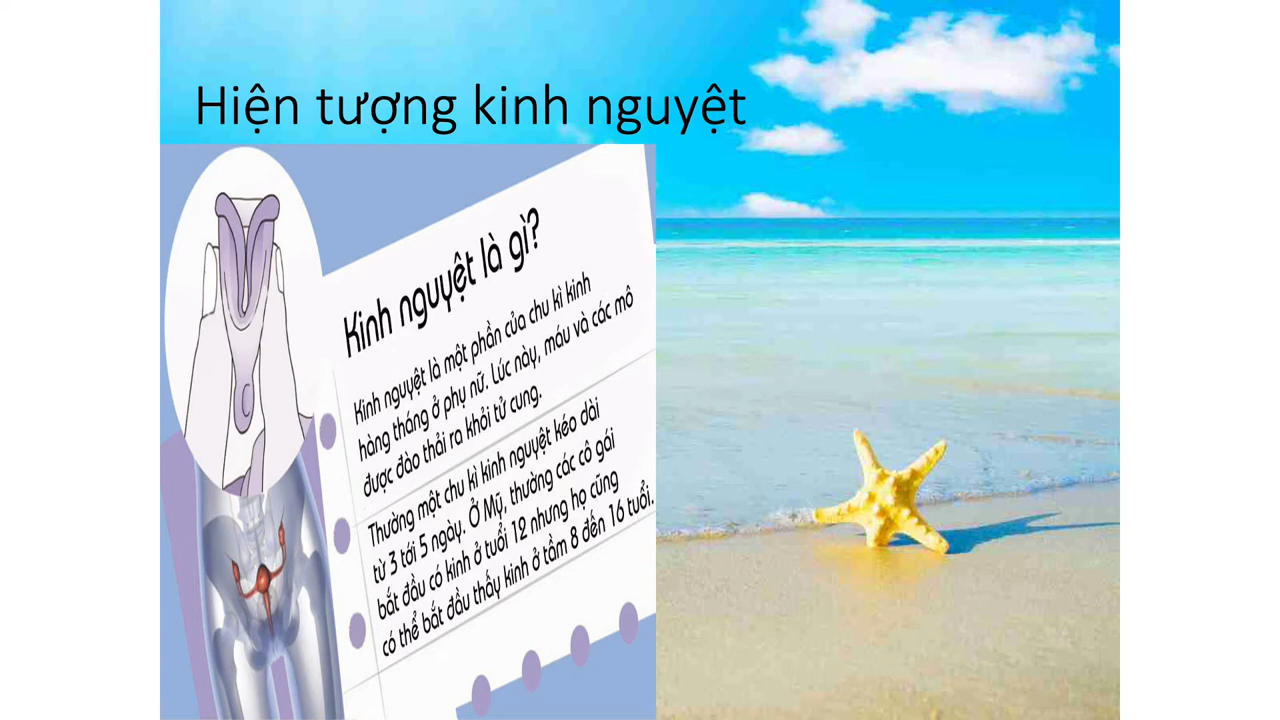 Hiện tượng kinh nguyệt
Kinh nguyệt là gì?
Kinh nguyệt là một phần của chu kì kinh
hàng tháng ở phụ nữ. Lúc này, máu và các mô
được đào thải ra khỏi tử cung.
Thường một chu kì kinh nguyệt kéo dài
từ 3 tới 5 ngày. Ở Mỹ, thường các cô gái
bắt đầu có kinh ở tuổi 12 nhưng họ cũng
có thể bắt đầu thấy kinh ở tầm 8 đến 16 tuổi.